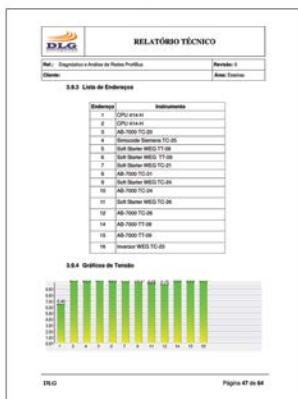 DLG
RELATÓRIO TÉCNICO
Ref.: Diagnóstico e Análise de Redes Profibus
Revisão: 0
Cliente:
Área: Exames
3.9.3 Lista de Endereços
Endereço Instrumento
1 CPU 414-H
2 CPU 414-H
3 AB-7000 TC-20
4 Simocode Siemens TC-25
5 Soft Starter WEG TT-08
6 Soft Starter WEG TT-09
7 Soft Starter WEG TC-21
8 AB-7000 TC-21
9 Soft Starter WEG TC-24
10 AB-7000 TC-24
11 Soft Starter WEG TC-26
12 AB-7000 TC-26
14 AB-7000 TT-08
15 AB-7000 TT-09
16 Inversor WEG TC-20
3.9.4 Gráficos de Tensão
DLG
Página 47 de 64